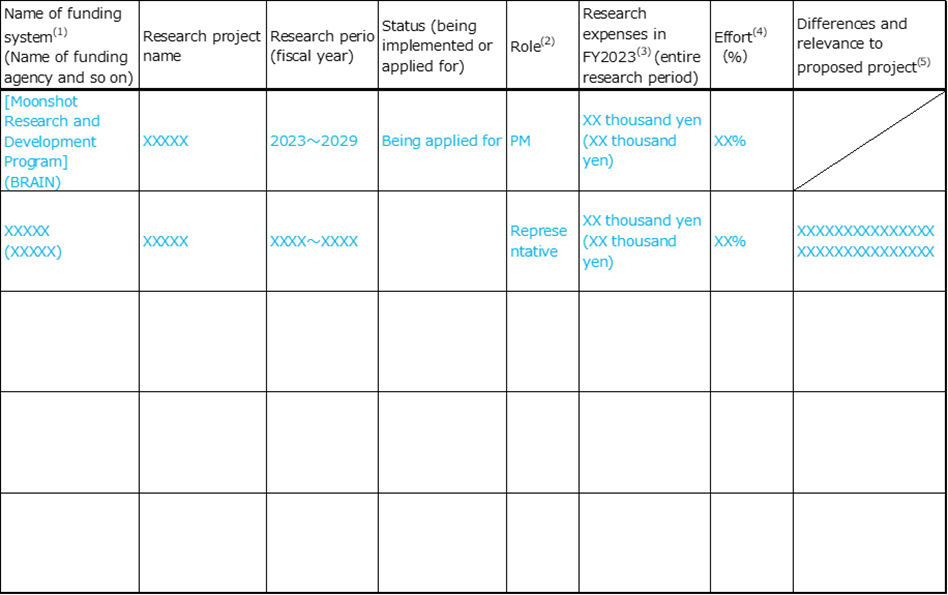 Name of funding system(1) (Name of funding agency and so on)
Research project name
Research perio (fiscal year)
Status (being implemented or applied for)
Role(2)
Research expenses in FY2023(3) (entire research period)
Effort(4) (%)
Differences and relevance to proposed project(5)
[Moonshot Research and Development Program] (BRAIN)
XXXXX
2023～2029
Being applied for
PM
XX thousand yen (XX thousand yen)
XX%
XXXXX (XXXXX)
XXXXX
XXXX～XXXX
Represe ntative
XX thousand yen (XX thousand yen)
XX%
XXXXXXXXXXXXXXX
XXXXXXXXXXXXXXX